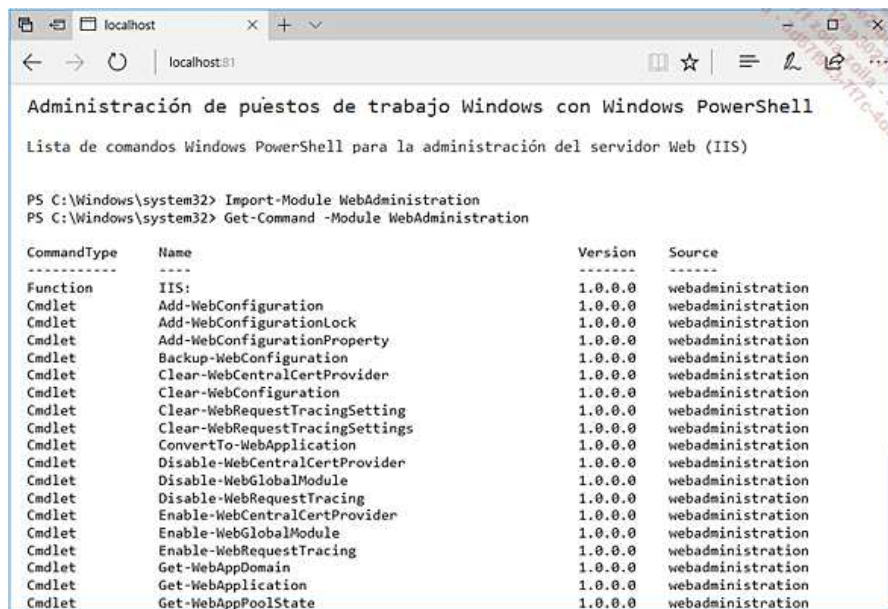 localhost
localhost:81
Administración de puestos de trabajo Windows con Windows PowerShell
Lista de comandos Windows PowerShell para la administración del servidor Web (IIS)
PS C:\Windows\system32> Import-Module WebAdministration
PS C:\Windows\system32> Get-Command -Module WebAdministration
CommandType Name Version Source
----------- ---- ------- ------
Function IIS: 1.0.0.0 webadministration
Cmdlet Add-WebConfiguration 1.0.0.0 webadministration
Cmdlet Add-WebConfigurationLock 1.0.0.0 webadministration
Cmdlet Add-WebConfigurationProperty 1.0.0.0 webadministration
Cmdlet Backup-WebConfiguration 1.0.0.0 webadministration
Cmdlet Clear-WebCentralCertProvider 1.0.0.0 webadministration
Cmdlet Clear-WebConfiguration 1.0.0.0 webadministration
Cmdlet Clear-WebRequestTracingSetting 1.0.0.0 webadministration
Cmdlet Clear-WebRequestTracingSettings 1.0.0.0 webadministration
Cmdlet ConvertTo-WebApplication 1.0.0.0 webadministration
Cmdlet Disable-WebCentralCertProvider 1.0.0.0 webadministration
Cmdlet Disable-WebGlobalModule 1.0.0.0 webadministration
Cmdlet Disable-WebRequestTracing 1.0.0.0 webadministration
Cmdlet Enable-WebCentralCertProvider 1.0.0.0 webadministration
Cmdlet Enable-WebGlobalModule 1.0.0.0 webadministration
Cmdlet Enable-WebRequestTracing 1.0.0.0 webadministration
Cmdlet Get-WebAppDomain 1.0.0.0 webadministration
Cmdlet Get-WebApplication 1.0.0.0 webadministration
Cmdlet Get-WebAppPoolState 1.0.0.0 webadministration